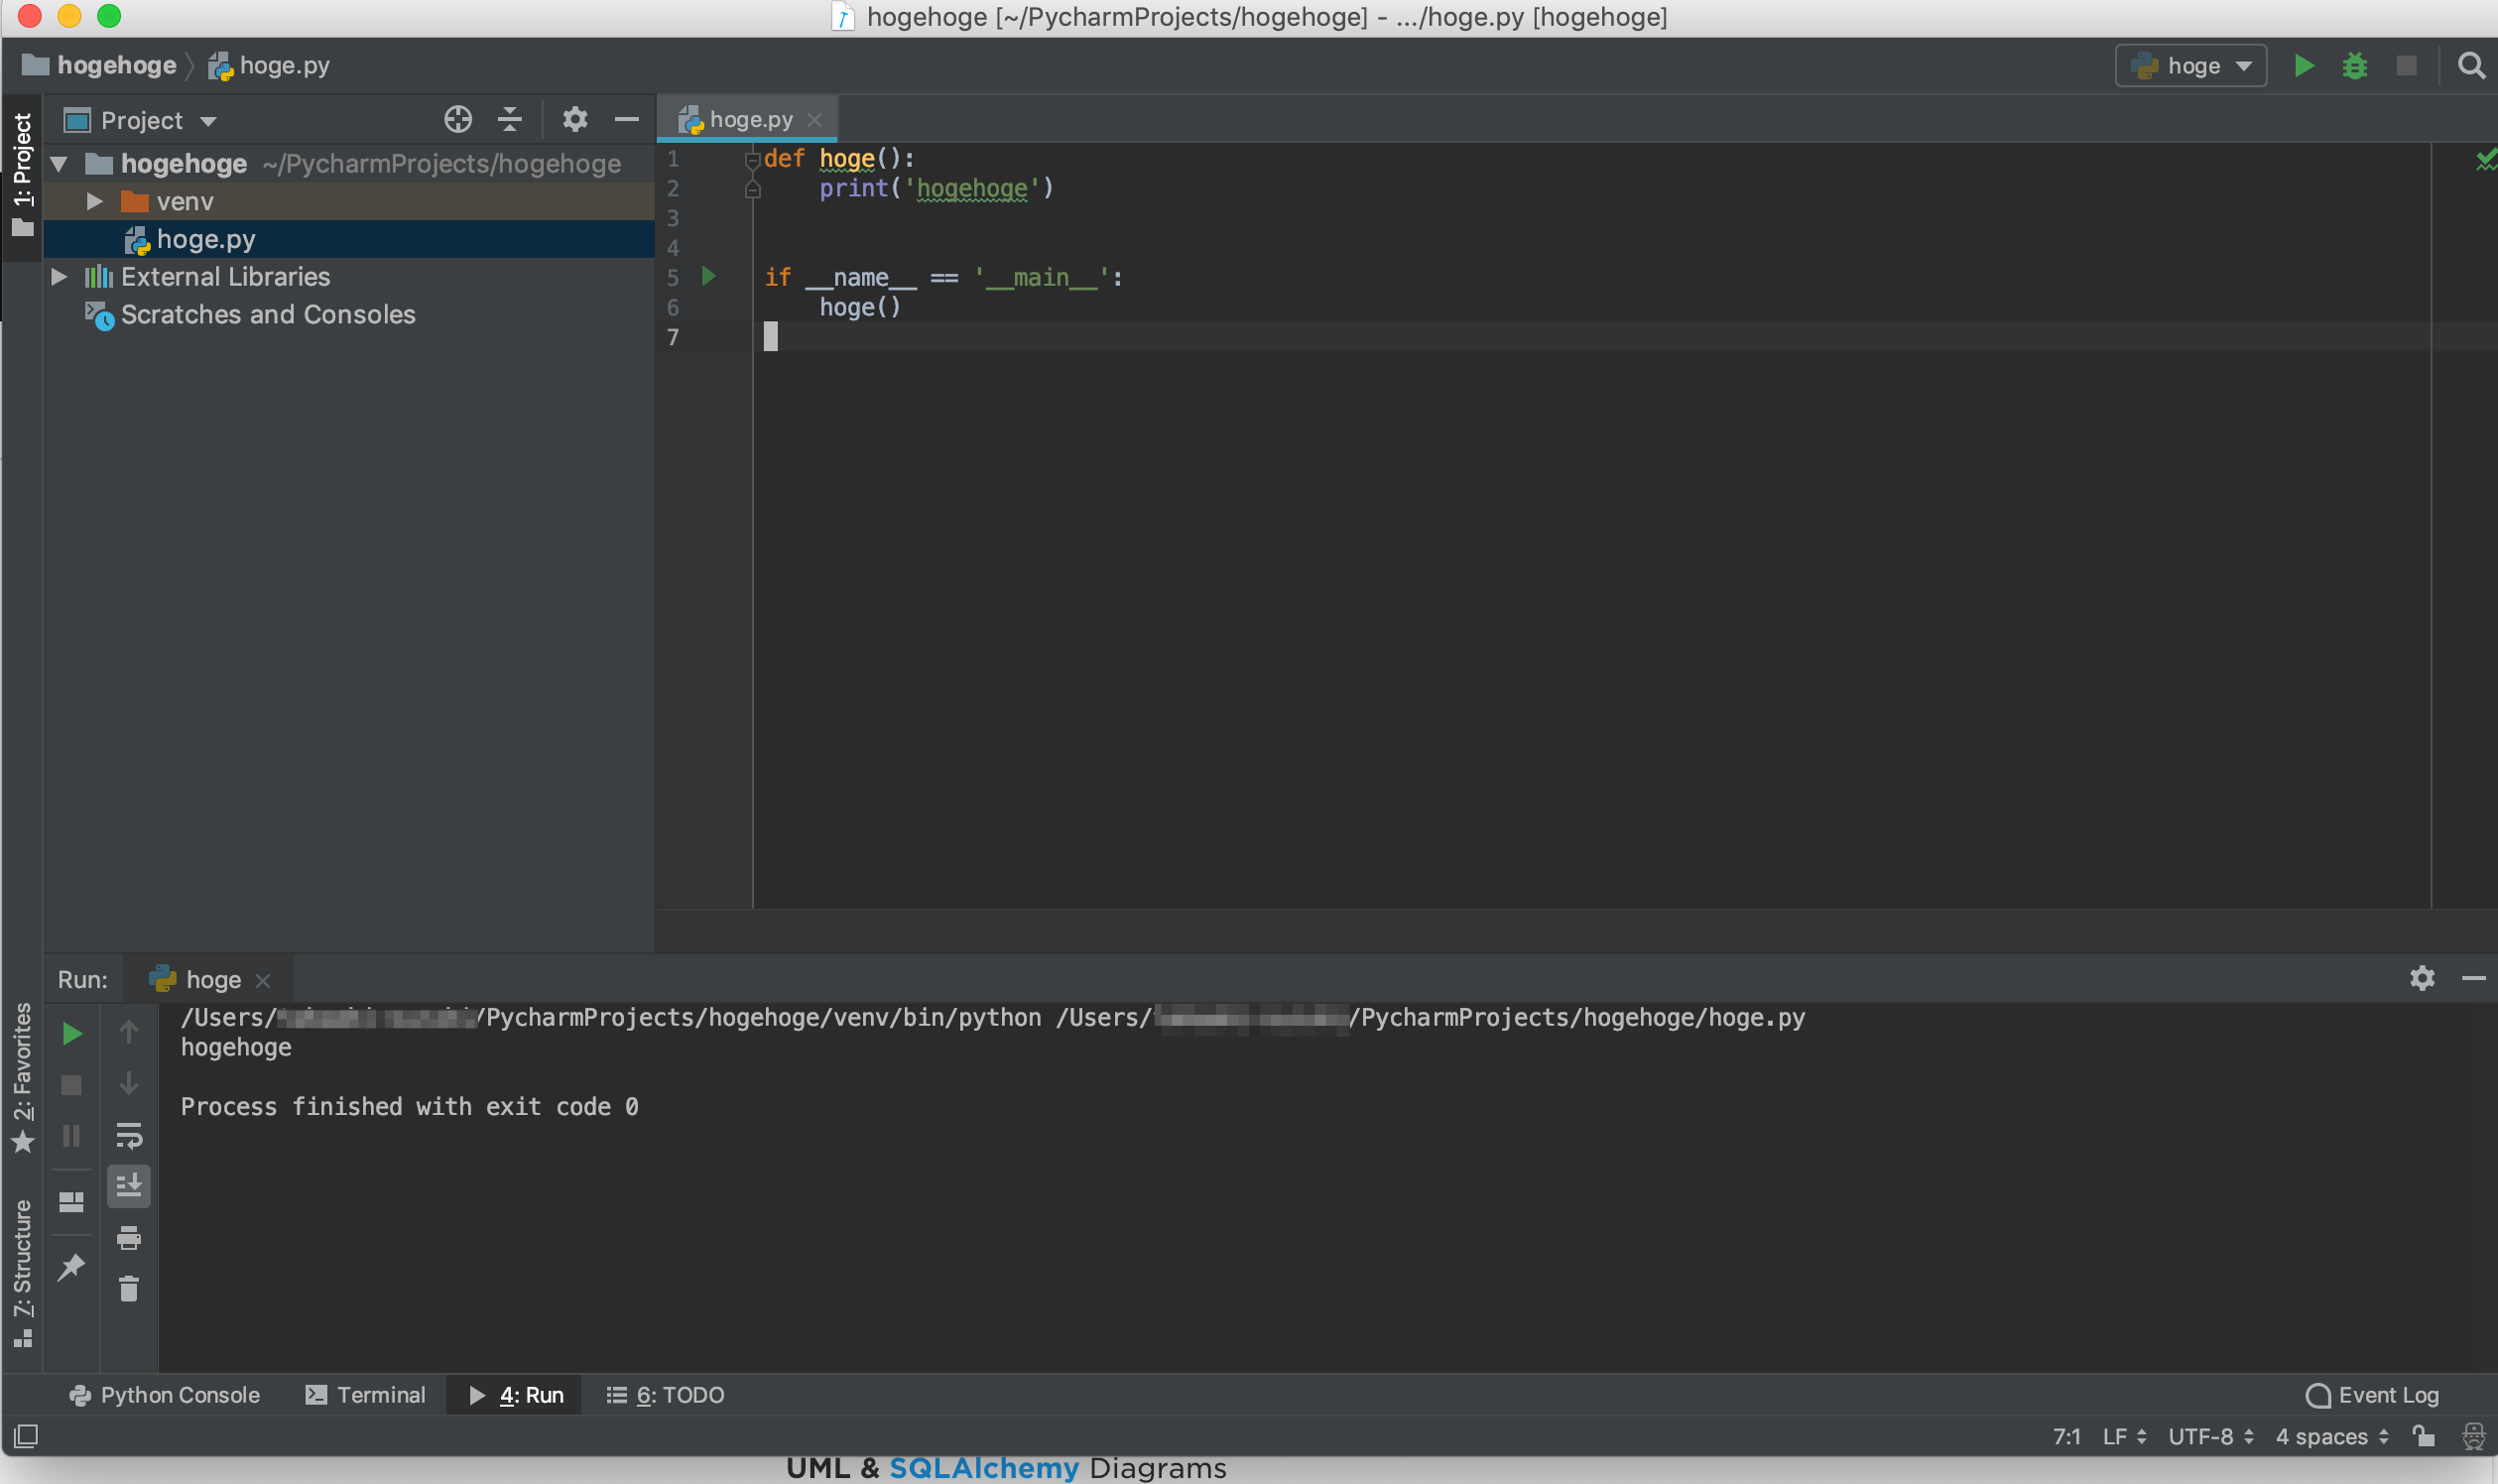 hogehoge [~/PycharmProjects/hogehoge] - .../hoge.py [hogehoge]
hogehoge hoge.py
hoge
1: Project
Project
hogehoge ~/PycharmProjects/hogehoge
venv
hoge.py
External Libraries
Scratches and Consoles
hoge.py
1 def hoge():
2     print('hogehoge')
3
4
5 if __name__ == '__main__':
6     hoge()
7
Run: hoge
/Users/ /PycharmProjects/hogehoge/venv/bin/python /Users/ /PycharmProjects/hogehoge/hoge.py
hogehoge
Process finished with exit code 0
2: Favorites
7: Structure
Python Console Terminal 4: Run 6: TODO Event Log
7:1 LF UTF-8 4 spaces
UML & SQLAlchemy Diagrams